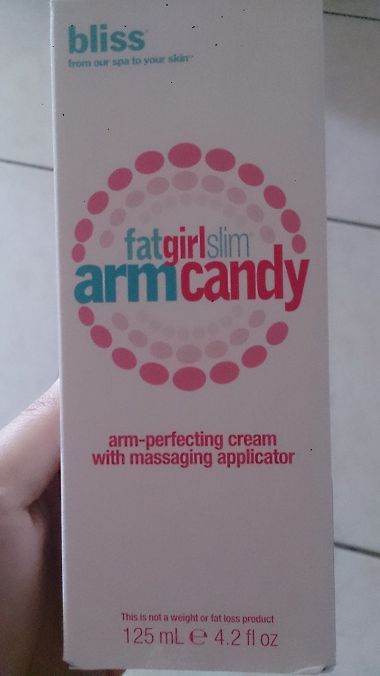 bliss®
from our spa to your skin™
fatgirlslim
armcandy
arm-perfecting cream
with massaging applicator
This is not a weight or fat loss product
125 mL ℮ 4.2 fl oz